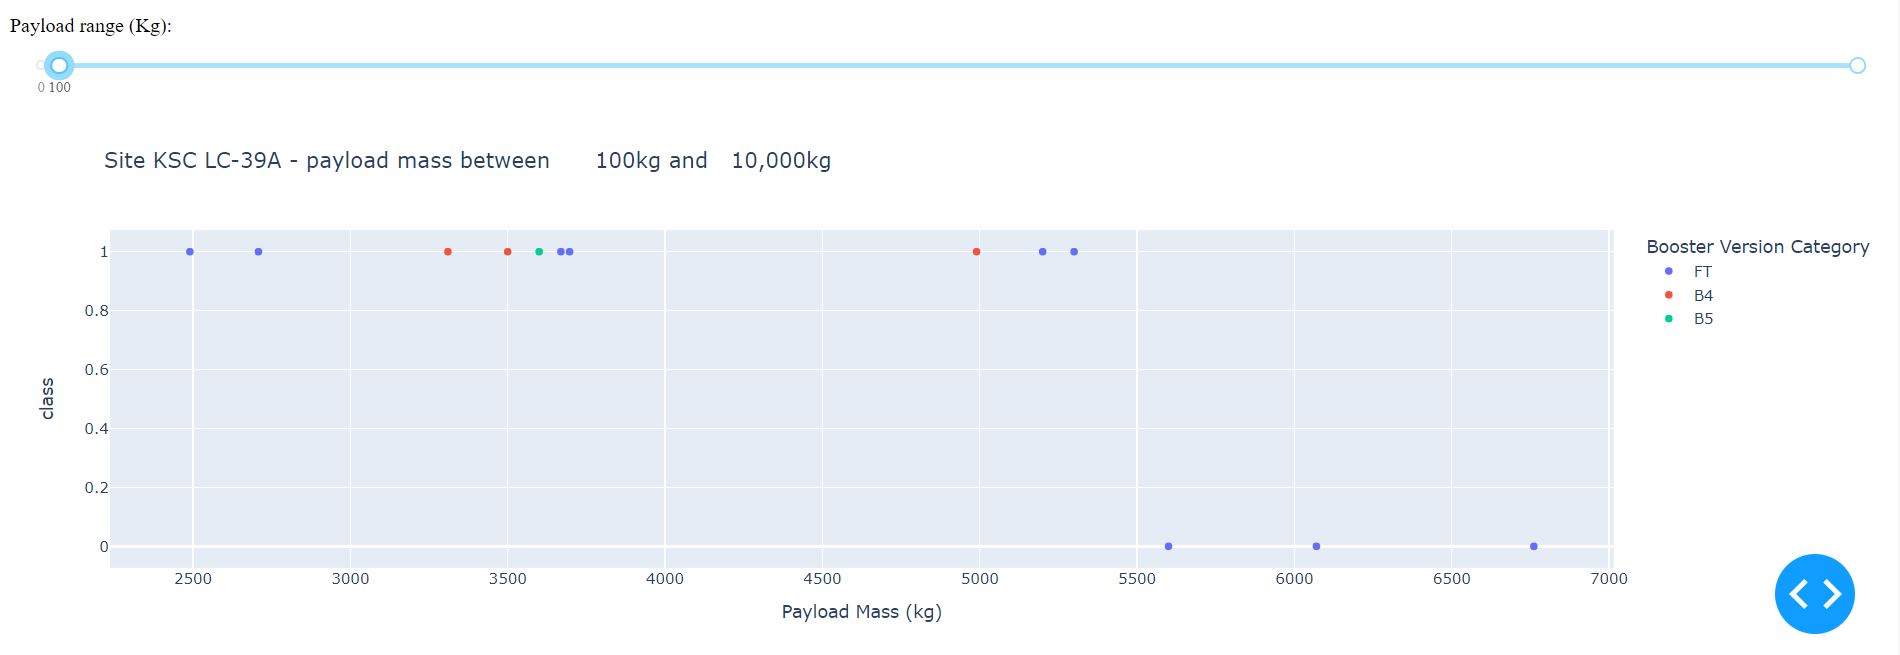 Payload range (Kg):
0 100
Site KSC LC-39A - payload mass between 100kg and 10,000kg
Booster Version Category
FT
B4
B5
1
0.8
0.6
0.4
0.2
0
class
2500 3000 3500 4000 4500 5000 5500 6000 6500 7000
Payload Mass (kg)